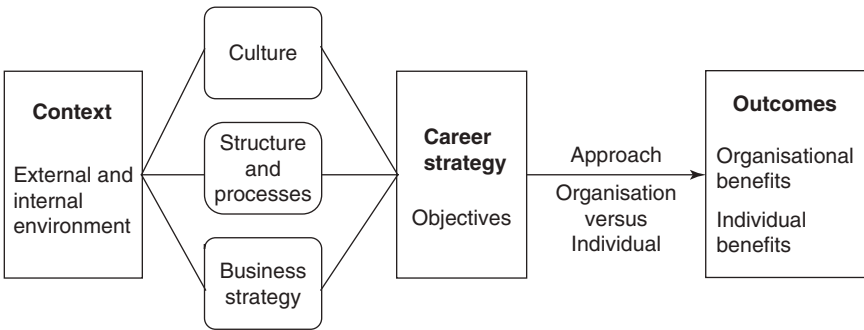 Context
External and
internal
environment
Culture
Structure
and
processes
Business
strategy
Career
strategy
Objectives
Approach
Organisation
versus
Individual
Outcomes
Organisational
benefits
Individual
benefits